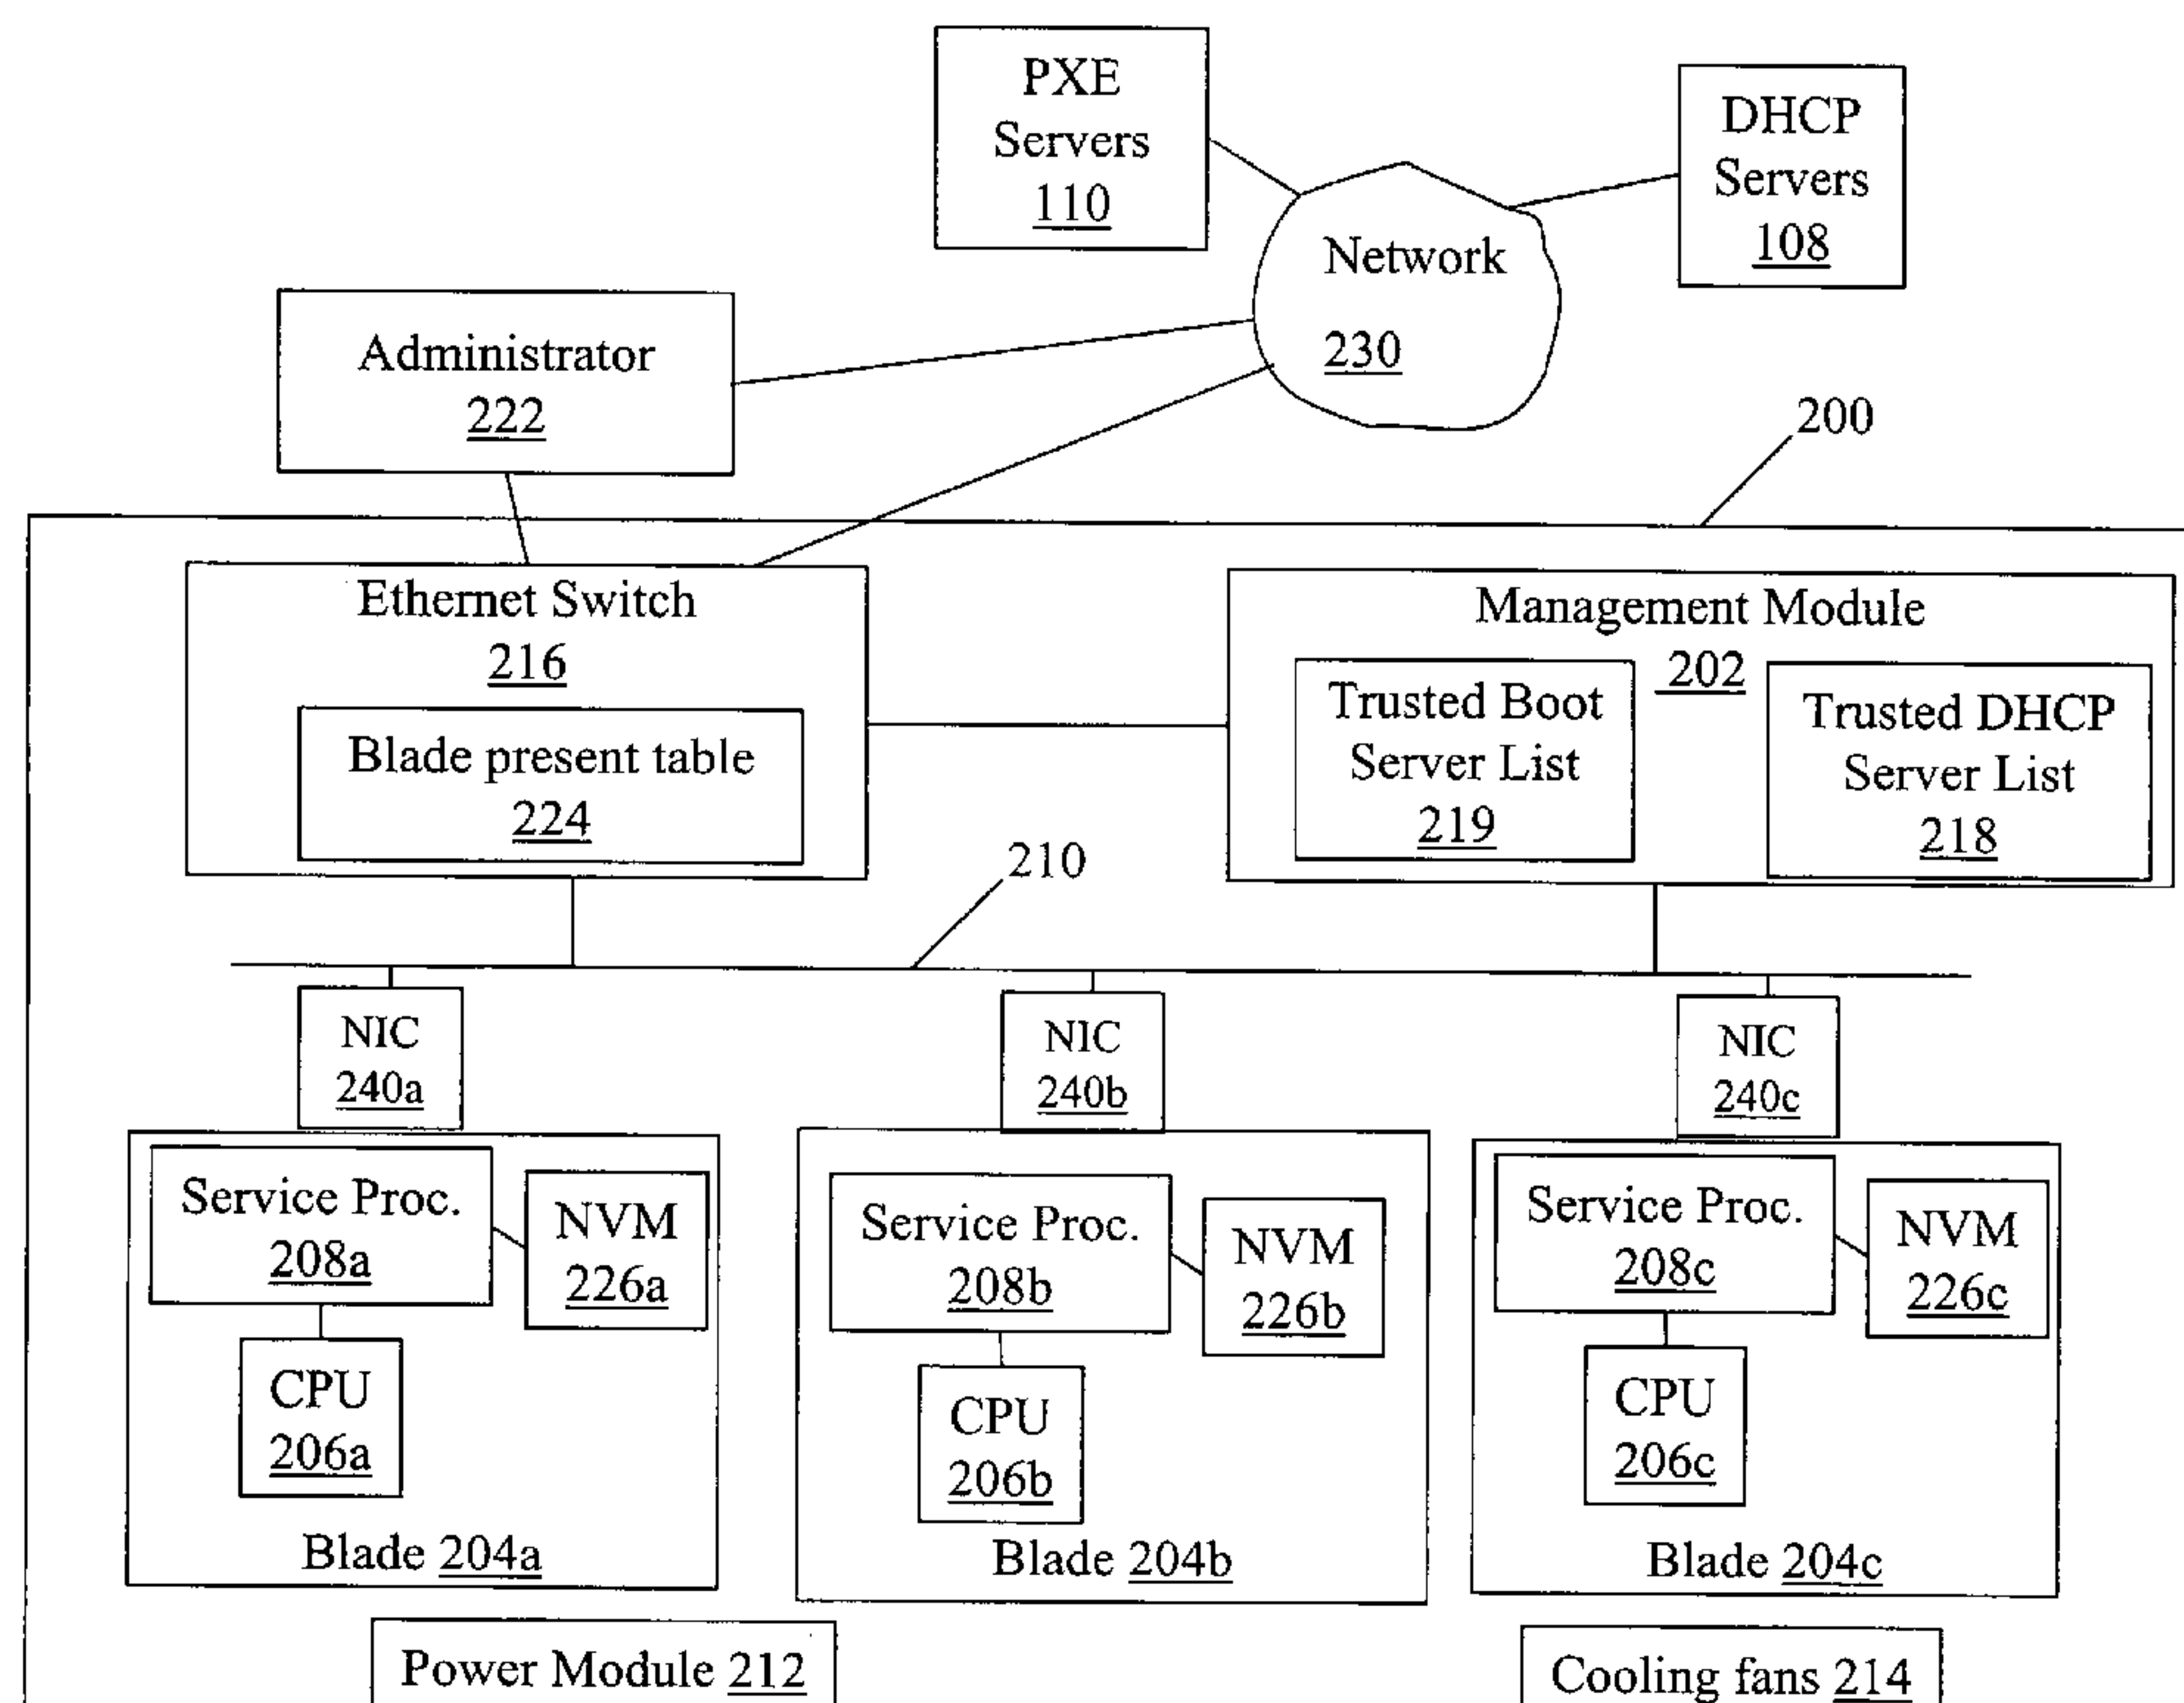 PXE
Servers
110
DHCP
Servers
108
Network
230
Administrator
222
200
Ethernet Switch
216
Blade present table
224
Management Module
202
Trusted Boot
Server List
219
Trusted DHCP
Server List
218
210
NIC
240a
NIC
240b
NIC
240c
Service Proc.
208a
NVM
226a
CPU
206a
Blade 204a
Service Proc.
208b
NVM
226b
CPU
206b
Blade 204b
Service Proc.
208c
NVM
226c
CPU
206c
Blade 204c
Power Module 212
Cooling fans 214